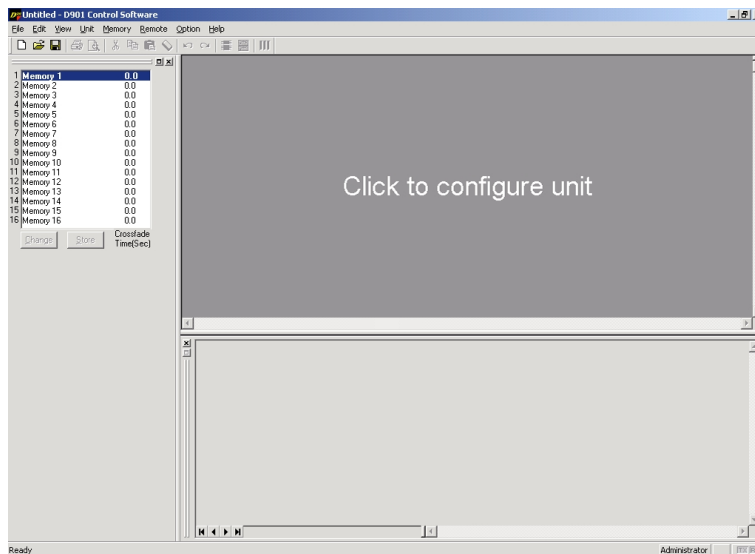 Untitled - D901 Control Software
File Edit View Unit Memory Remote Option Help
1 Memory 1 0.0
2 Memory 2 0.0
3 Memory 3 0.0
4 Memory 4 0.0
5 Memory 5 0.0
6 Memory 6 0.0
7 Memory 7 0.0
8 Memory 8 0.0
9 Memory 9 0.0
10 Memory 10 0.0
11 Memory 11 0.0
12 Memory 12 0.0
13 Memory 13 0.0
14 Memory 14 0.0
15 Memory 15 0.0
16 Memory 16 0.0
Change Store Crossfade
Time(Sec)
Click to configure unit
Ready Administrator